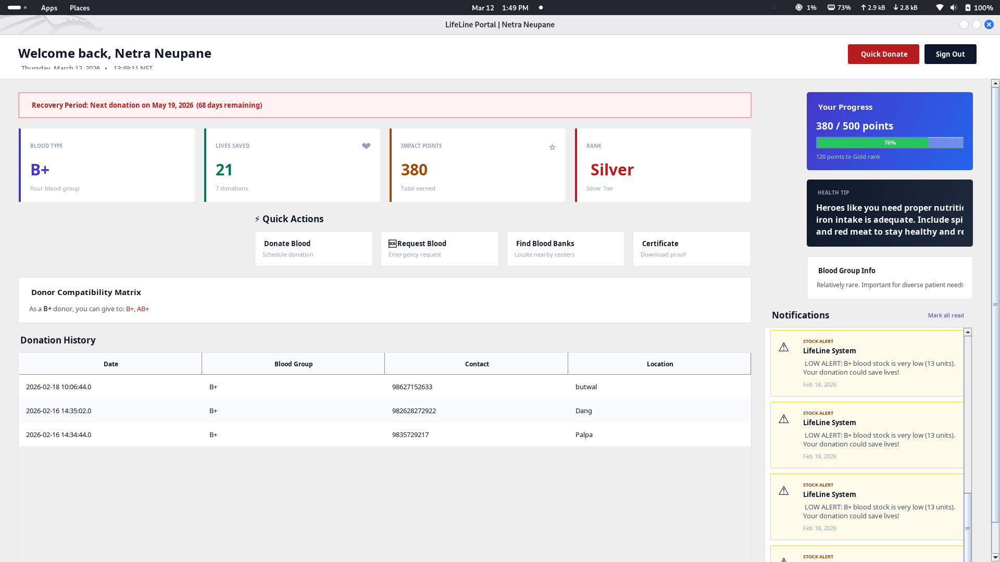 Apps Places
Mar 12 1:49 PM
1% 73% 2.9 kB 2.8 kB 100%
LifeLine Portal | Netra Neupane
Welcome back, Netra Neupane
Thursday, March 12, 2026 • 13:49:11 NST
Quick Donate
Sign Out
Recovery Period: Next donation on May 19, 2026 (68 days remaining)
BLOOD TYPE
B+
Your blood group
LIVES SAVED
❤
21
7 donations
IMPACT POINTS
☆
380
Total earned
RANK
Silver
Silver Tier
⚡ Quick Actions
Donate Blood
Schedule donation
🆘 Request Blood
Emergency request
Find Blood Banks
Locate nearby centers
Certificate
Download proof
Donor Compatibility Matrix
As a B+ donor, you can give to: B+, AB+
Donation History
Date Blood Group Contact Location
2026-02-18 10:06:44.0 B+ 98627152633 butwal
2026-02-16 14:35:02.0 B+ 982628272922 Dang
2026-02-16 14:34:44.0 B+ 9835729217 Palpa
Your Progress
380 / 500 points
76%
120 points to Gold rank
HEALTH TIP
Heroes like you need proper nutritic
iron intake is adequate. Include spi
and red meat to stay healthy and re
Blood Group Info
Relatively rare. Important for diverse patient needs
Notifications
Mark all read
⚠ STOCK ALERT
LifeLine System
LOW ALERT: B+ blood stock is very low (13 units).
Your donation could save lives!
Feb 18, 2026
⚠ STOCK ALERT
LifeLine System
LOW ALERT: B+ blood stock is very low (13 units).
Your donation could save lives!
Feb 18, 2026
⚠ STOCK ALERT
LifeLine System
LOW ALERT: B+ blood stock is very low (13 units).
Your donation could save lives!
Feb 18, 2026
STOCK ALERT